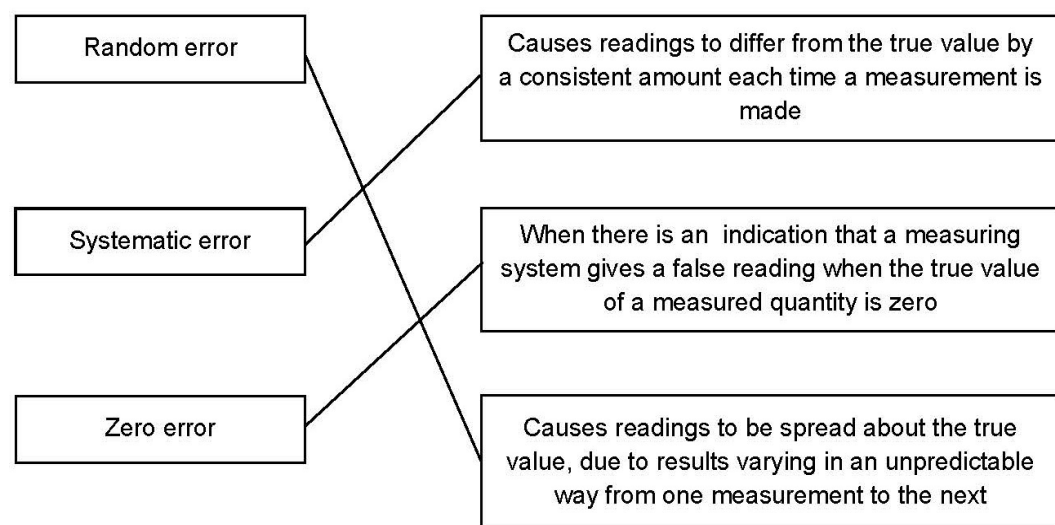 Random error
Causes readings to differ from the true value by
a consistent amount each time a measurement is
made
Systematic error
When there is an indication that a measuring
system gives a false reading when the true value
of a measured quantity is zero
Zero error
Causes readings to be spread about the true
value, due to results varying in an unpredictable
way from one measurement to the next